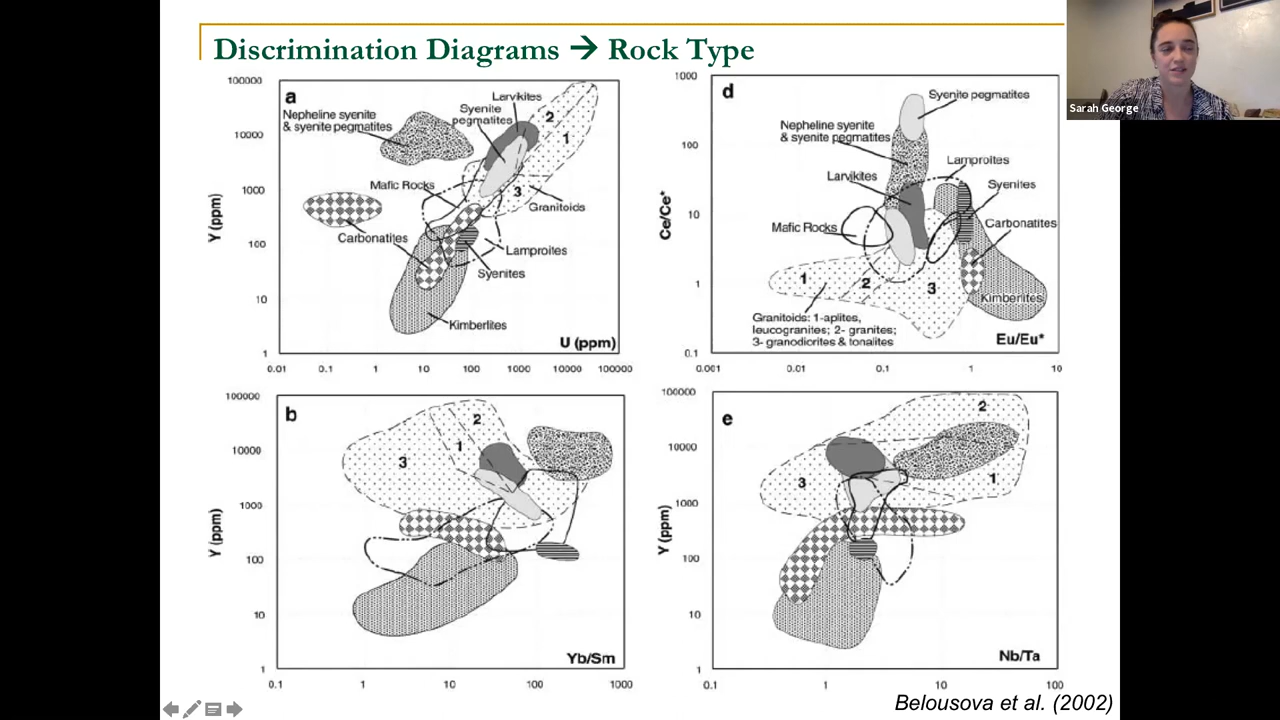 Discrimination Diagrams → Rock Type
Sarah George
a
100000
10000
1000
100
10
1
Y (ppm)
Nepheline syenite
& syenite pegmatites
Larvikites
Syenite
pegmatites
2
1
3
Mafic Rocks
Granitoids
Carbonatites
Lamproites
Syenites
Kimberlites
U (ppm)
0.01
0.1
1
10
100
1000
10000
100000
d
1000
100
10
1
0.1
Ce/Ce*
Syenite pegmatites
Nepheline syenite
& syenite pegmatites
Lamproites
Larvikites
Syenites
Mafic Rocks
Carbonatites
1
2
3
Kimberlites
Granitoids: 1-aplites,
leucogranites; 2- granites;
3- granodiorites & tonalites
Eu/Eu*
0.001
0.01
0.1
1
10
b
100000
10000
1000
100
10
1
Y (ppm)
2
1
3
Yb/Sm
0.1
1
10
100
1000
e
100000
10000
1000
100
10
1
Y (ppm)
2
1
3
Nb/Ta
0.1
1
10
100
Belousova et al. (2002)